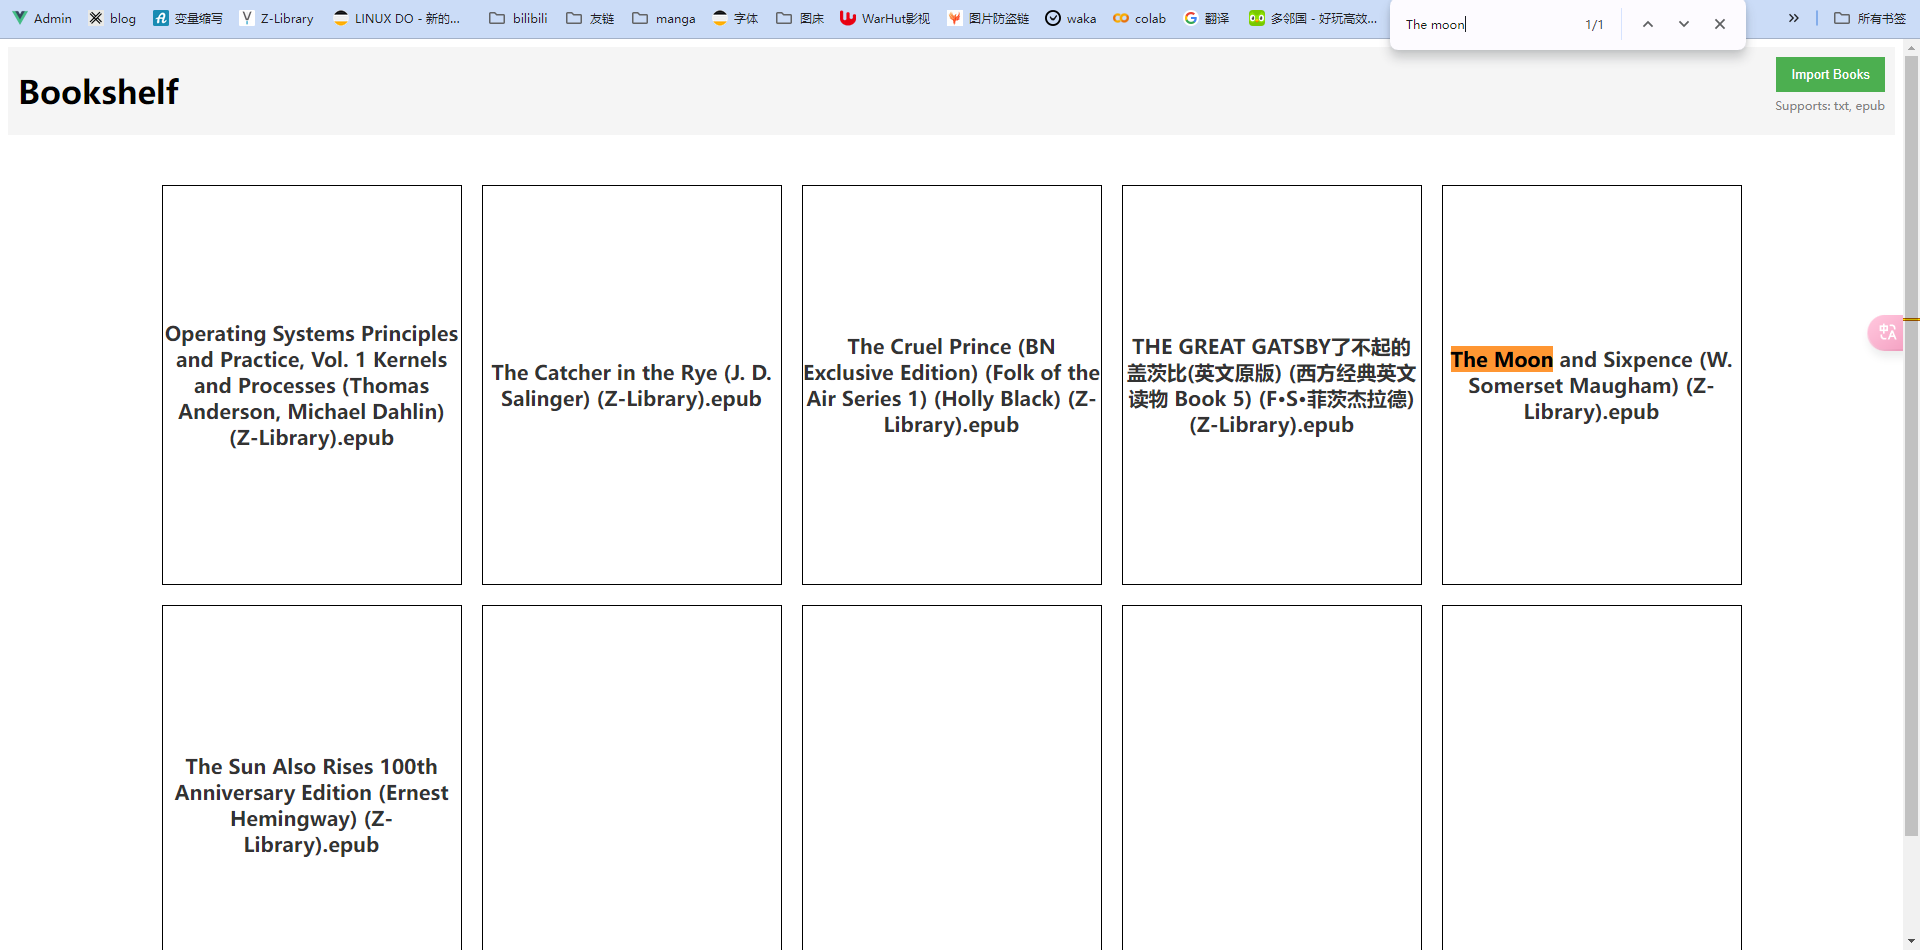 Admin
blog
变量缩写
Z-Library
LINUX DO - 新的...
bilibili
友链
manga
字体
图床
WarHut影视
图片防盗链
waka
colab
翻译
多邻国 - 好玩高效...
The moon
1/1
所有书签
Bookshelf
Import Books
Supports: txt, epub
Operating Systems Principles
and Practice, Vol. 1 Kernels
and Processes (Thomas
Anderson, Michael Dahlin)
(Z-Library).epub
The Catcher in the Rye (J. D.
Salinger) (Z-Library).epub
The Cruel Prince (BN
Exclusive Edition) (Folk of the
Air Series 1) (Holly Black) (Z-
Library).epub
THE GREAT GATSBY了不起的
盖茨比(英文原版) (西方经典英文
读物 Book 5) (F•S•菲茨杰拉德)
(Z-Library).epub
The Moon and Sixpence (W.
Somerset Maugham) (Z-
Library).epub
The Sun Also Rises 100th
Anniversary Edition (Ernest
Hemingway) (Z-
Library).epub